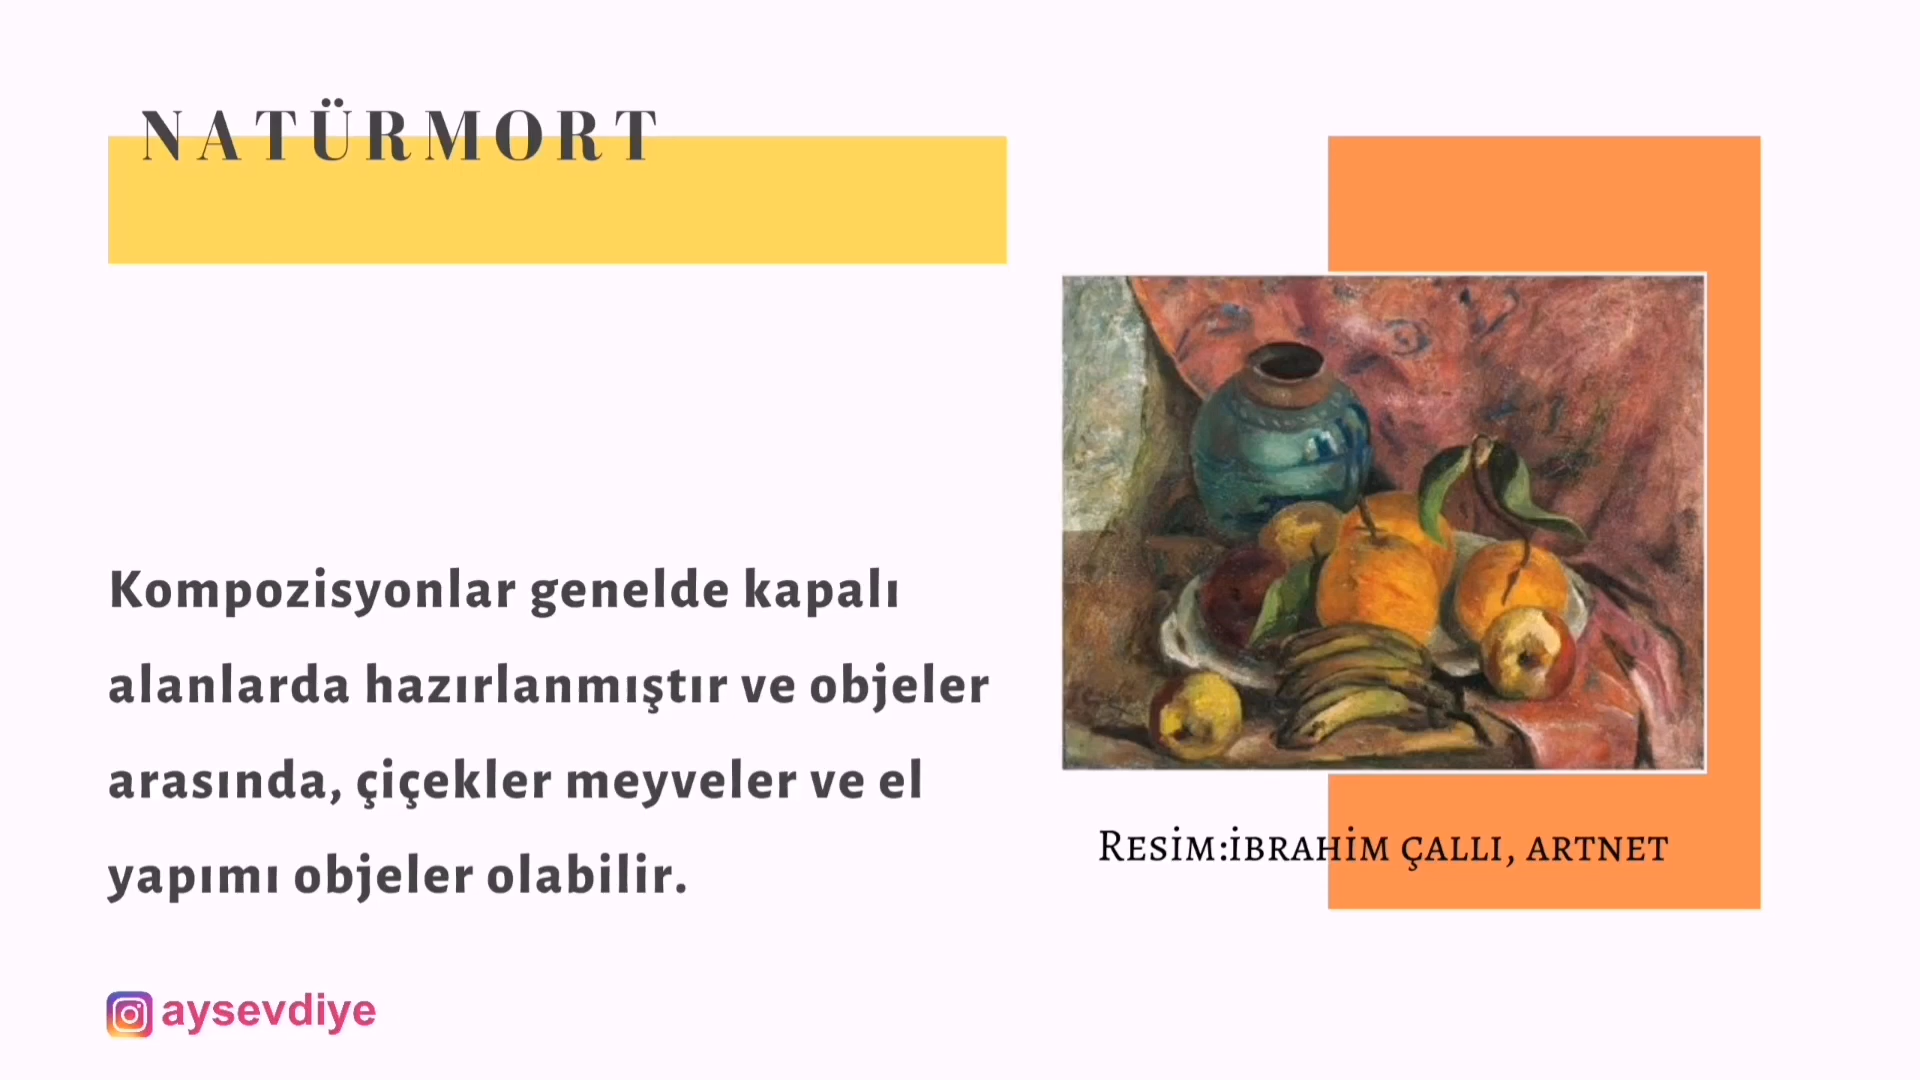 NATÜRMORT
Kompozisyonlar genelde kapalı
alanlarda hazırlanmıştır ve objeler
arasında, çiçekler meyveler ve el
yapımı objeler olabilir.
RESİM:İBRAHİM ÇALLI, ARTNET
aysevdiye